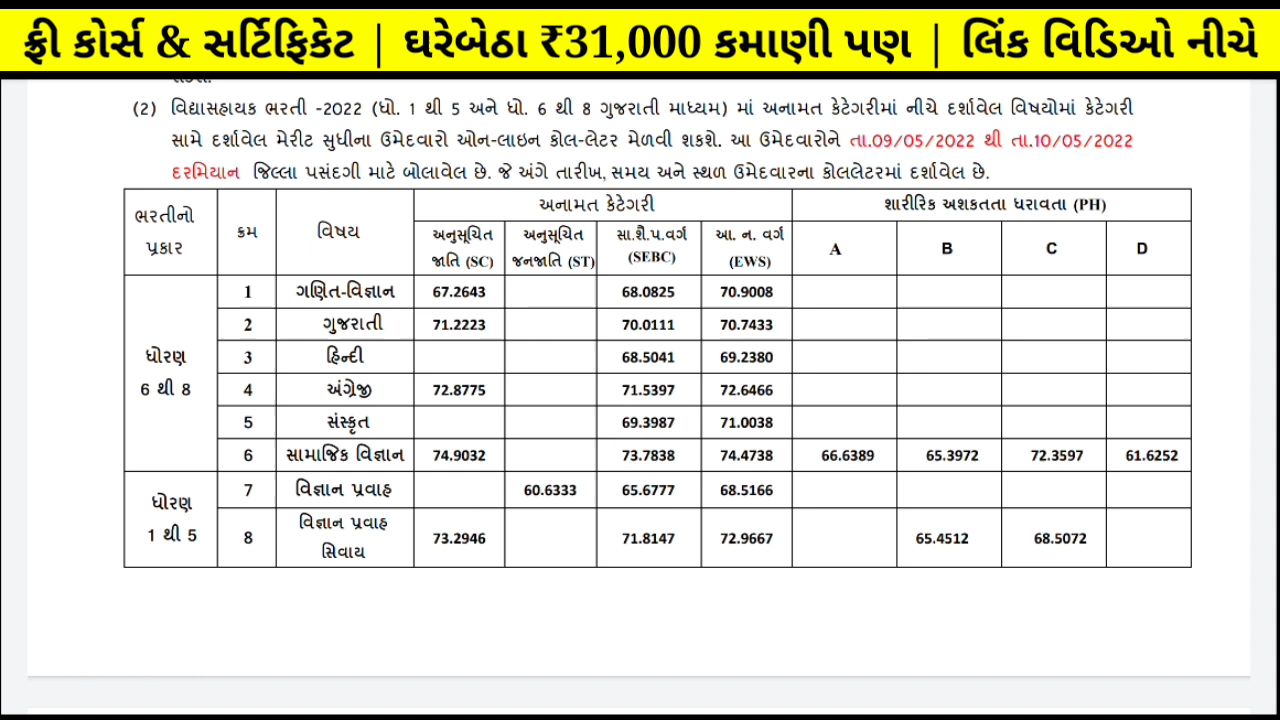 ફ્રી કોર્સ & સર્ટિફિકેટ | ઘરેબેઠા ₹31,000 કમાણી પણ | લિંક વિડિઓ નીચે
(2) વિદ્યાસહાયક ભરતી -2022 (ધો. 1 થી 5 અને ધો. 6 થી 8 ગુજરાતી માધ્યમ) માં અનામત કેટેગરીમાં નીચે દર્શાવેલ વિષયોમાં કેટેગરી
સામે દર્શાવેલ મેરીટ સુધીના ઉમેદવારો ઓન-લાઇન કોલ-લેટર મેળવી શકશે. આ ઉમેદવારોને તા.09/05/2022 થી તા.10/05/2022
દરમિયાન જિલ્લા પસંદગી માટે બોલાવેલ છે. જે અંગે તારીખ, સમય અને સ્થળ ઉમેદવારના કોલલેટરમાં દર્શાવેલ છે.
ભરતીનો પ્રકાર ક્રમ વિષય અનામત કેટેગરી શારીરિક અશકતતા ધરાવતા (PH)
અનુસૂચિત જાતિ (SC) અનુસૂચિત જનજાતિ (ST) સા.શૈ.પ.વર્ગ (SEBC) આ. ન. વર્ગ (EWS) A B C D
ધોરણ 6 થી 8
1 ગણિત-વિજ્ઞાન 67.2643 68.0825 70.9008
2 ગુજરાતી 71.2223 70.0111 70.7433
3 હિન્દી 68.5041 69.2380
4 અંગ્રેજી 72.8775 71.5397 72.6466
5 સંસ્કૃત 69.3987 71.0038
6 સામાજિક વિજ્ઞાન 74.9032 73.7838 74.4738 66.6389 65.3972 72.3597 61.6252
ધોરણ 1 થી 5
7 વિજ્ઞાન પ્રવાહ 60.6333 65.6777 68.5166
8 વિજ્ઞાન પ્રવાહ સિવાય 73.2946 71.8147 72.9667 65.4512 68.5072